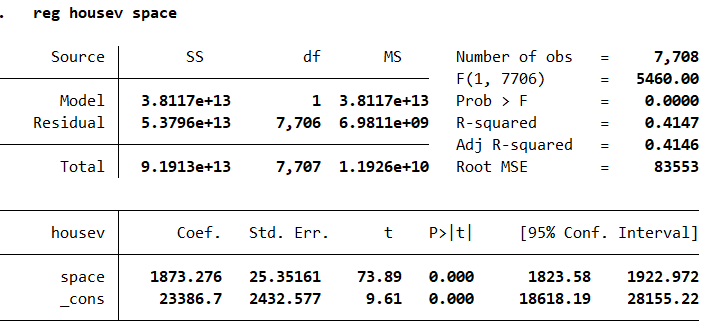 . reg housev space
Source SS df MS Number of obs = 7,708
F(1, 7706) = 5460.00
Model 3.8117e+13 1 3.8117e+13 Prob > F = 0.0000
Residual 5.3796e+13 7,706 6.9811e+09 R-squared = 0.4147
Adj R-squared = 0.4146
Total 9.1913e+13 7,707 1.1926e+10 Root MSE = 83553
housev Coef. Std. Err. t P>|t| [95% Conf. Interval]
space 1873.276 25.35161 73.89 0.000 1823.58 1922.972
_cons 23386.7 2432.577 9.61 0.000 18618.19 28155.22